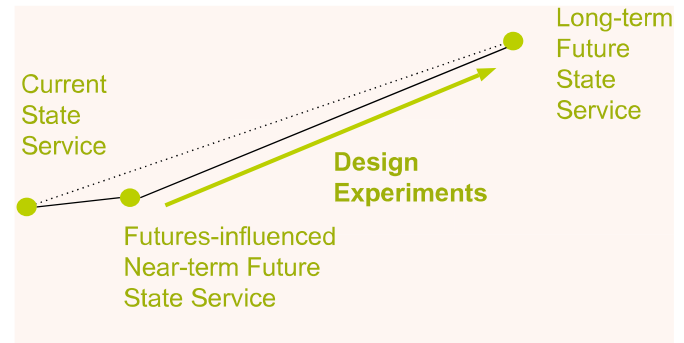 Long-term
Future
State
Service
Current
State
Service
Design
Experiments
Futures-influenced
Near-term Future
State Service